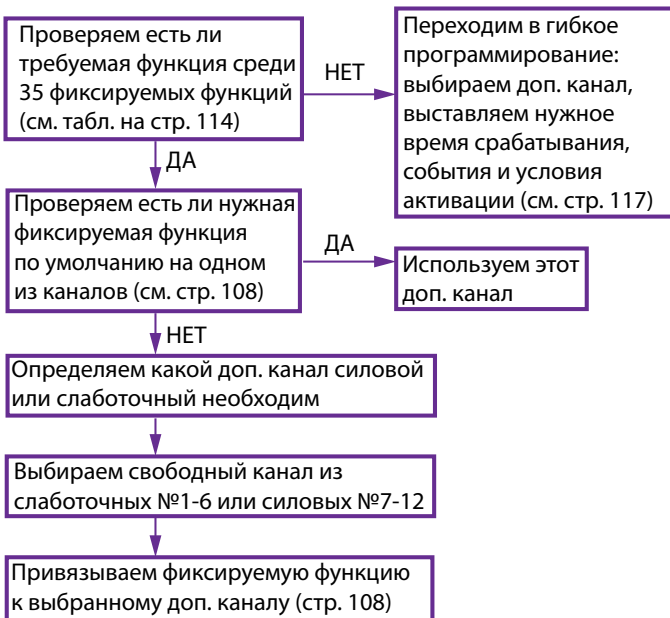 Проверяем есть ли
требуемая функция среди
35 фиксируемых функций
(см. табл. на стр. 114)
НЕТ
Переходим в гибкое
программирование:
выбираем доп. канал,
выставляем нужное
время срабатывания,
события и условия
активации (см. стр. 117)
ДА
Проверяем есть ли нужная
фиксируемая функция
по умолчанию на одном
из каналов (см. стр. 108)
ДА
Используем этот
доп. канал
НЕТ
Определяем какой доп. канал силовой
или слаботочный необходим
Выбираем свободный канал из
слаботочных №1-6 или силовых №7-12
Привязываем фиксируемую функцию
к выбранному доп. каналу (стр. 108)